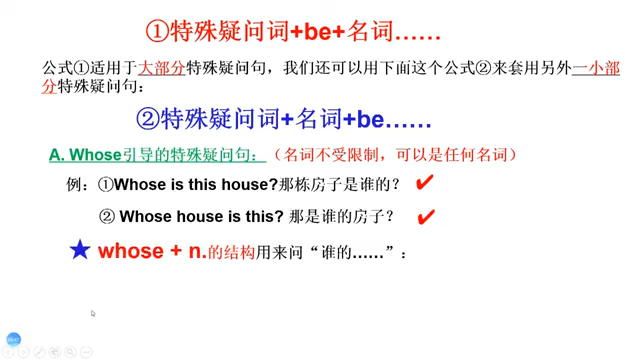 ①特殊疑问词+be+名词……
公式①适用于大部分特殊疑问句，我们还可以用下面这个公式②来套用另外一小部
分特殊疑问句：
②特殊疑问词+名词+be……
A. Whose引导的特殊疑问句：（名词不受限制，可以是任何名词）
例：①Whose is this house?那栋房子是谁的？
② Whose house is this? 那是谁的房子？
★ whose + n.的结构用来问“谁的……”：